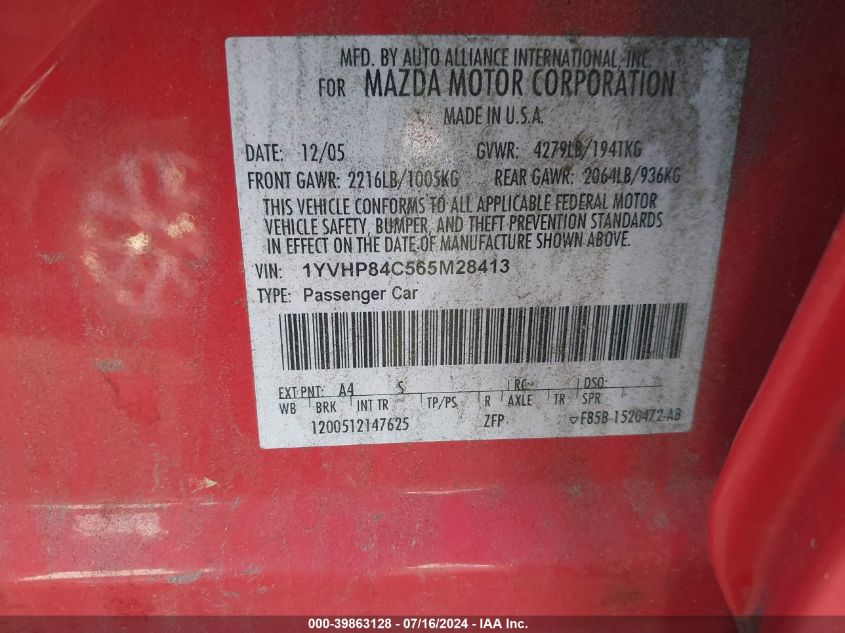 MFD. BY AUTO ALLIANCE INTERNATIONAL, INC.
FOR MAZDA MOTOR CORPORATION
MADE IN U.S.A.
DATE: 12/05 GVWR: 4279LB/1941KG
FRONT GAWR: 2216LB/1005KG REAR GAWR: 2064LB/936KG
THIS VEHICLE CONFORMS TO ALL APPLICABLE FEDERAL MOTOR
VEHICLE SAFETY, BUMPER, AND THEFT PREVENTION STANDARDS
IN EFFECT ON THE DATE OF MANUFACTURE SHOWN ABOVE.
VIN: 1YVHP84C565M28413
TYPE: Passenger Car
EXT PNT: A4 S RC: DSO:
WB BRK INT TR TP/PS R AXLE TR SPR
1200512147625 ZFP F85B-1520472-AB
000-39863128 - 07/16/2024 - IAA Inc.